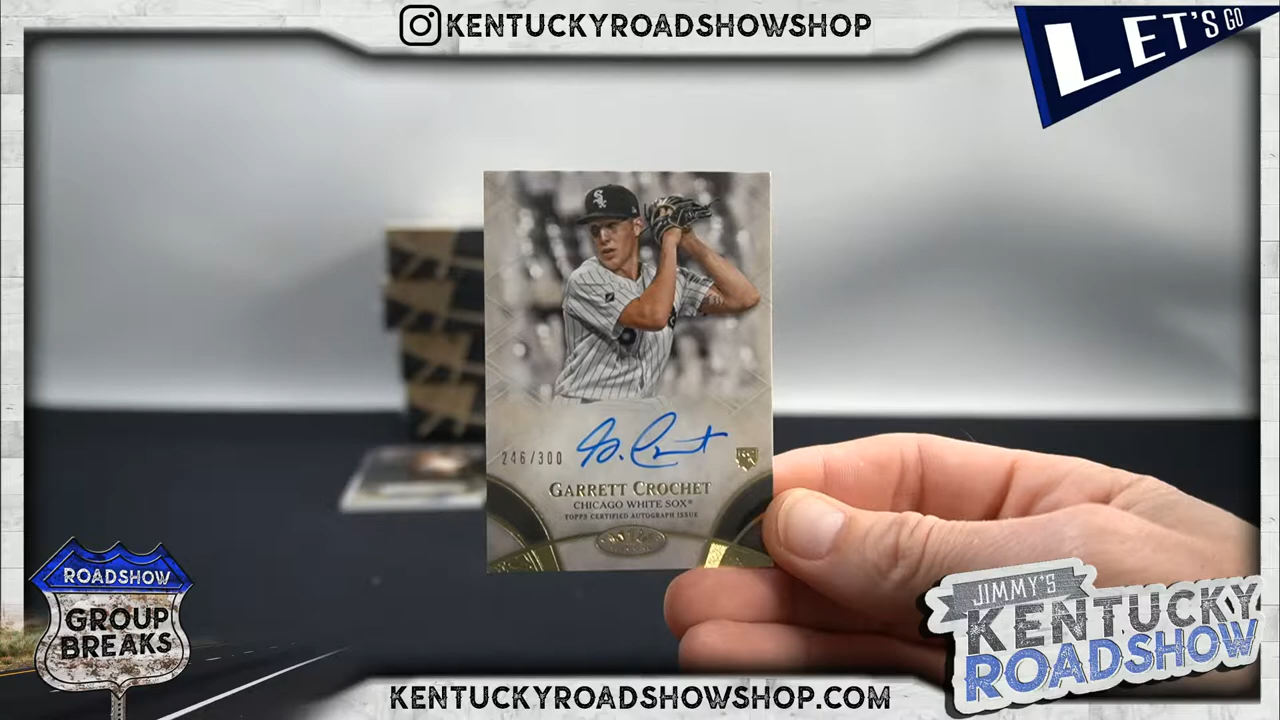 KENTUCKYROADSHOWSHOP
LET'S GO
246/300
G. Crochet
GARRETT CROCHET
CHICAGO WHITE SOX®
TOPPS CERTIFIED AUTOGRAPH ISSUE
ROADSHOW
GROUP
BREAKS
JIMMY'S
KENTUCKY
ROADSHOW
KENTUCKYROADSHOWSHOP.COM